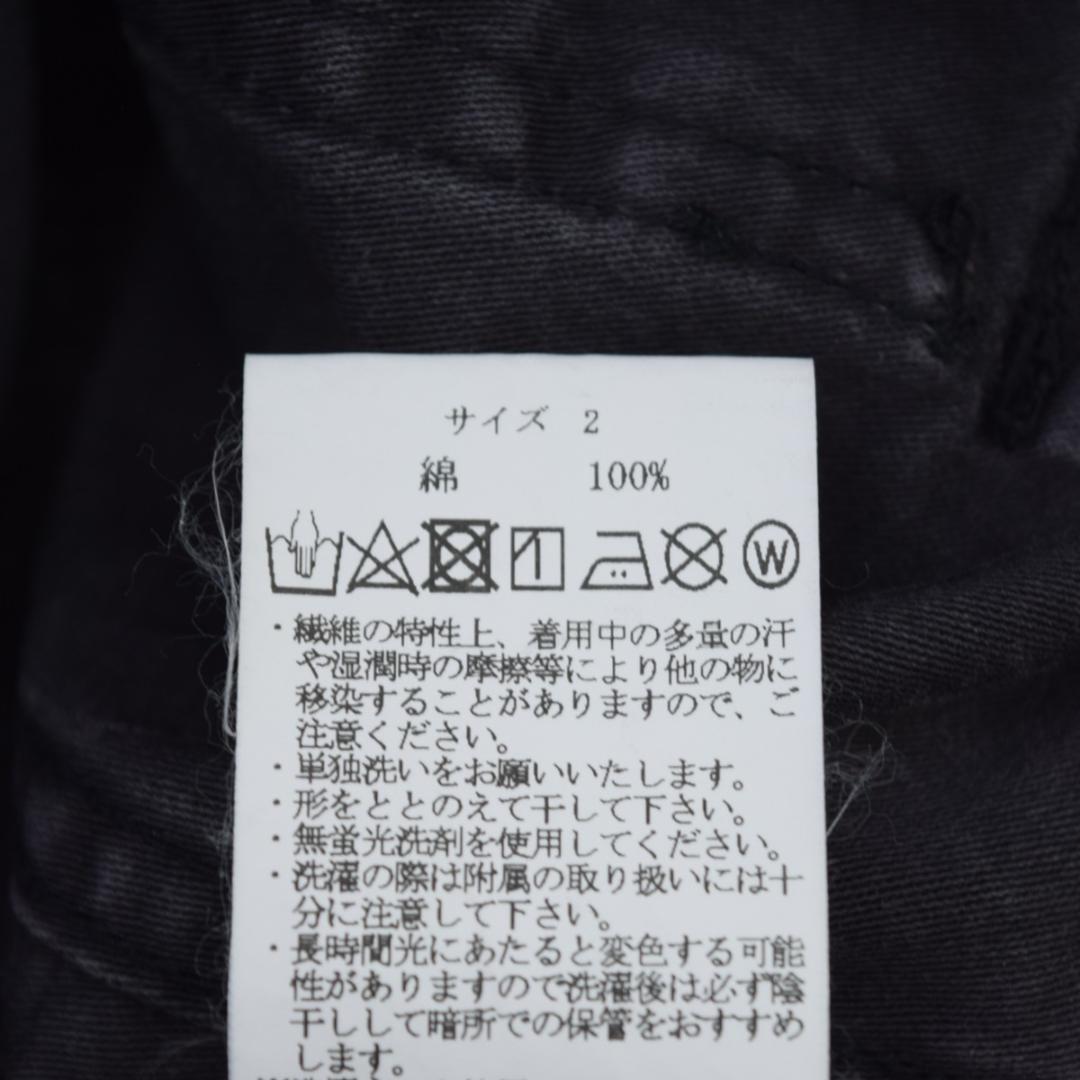 サイズ 2
綿 100%
W
・繊維の特性上、着用中の多量の汗
や湿潤時の摩擦等により他の物に
移染することがありますので、ご
注意ください。
・単独洗いをお願いいたします。
・形をととのえて干して下さい。
・無蛍光洗剤を使用してください。
・洗濯の際は附属の取り扱いには十
分に注意して下さい。
・長時間光にあたると変色する可能
性がありますので洗濯後は必ず陰
干しして暗所での保管をおすすめ
します。